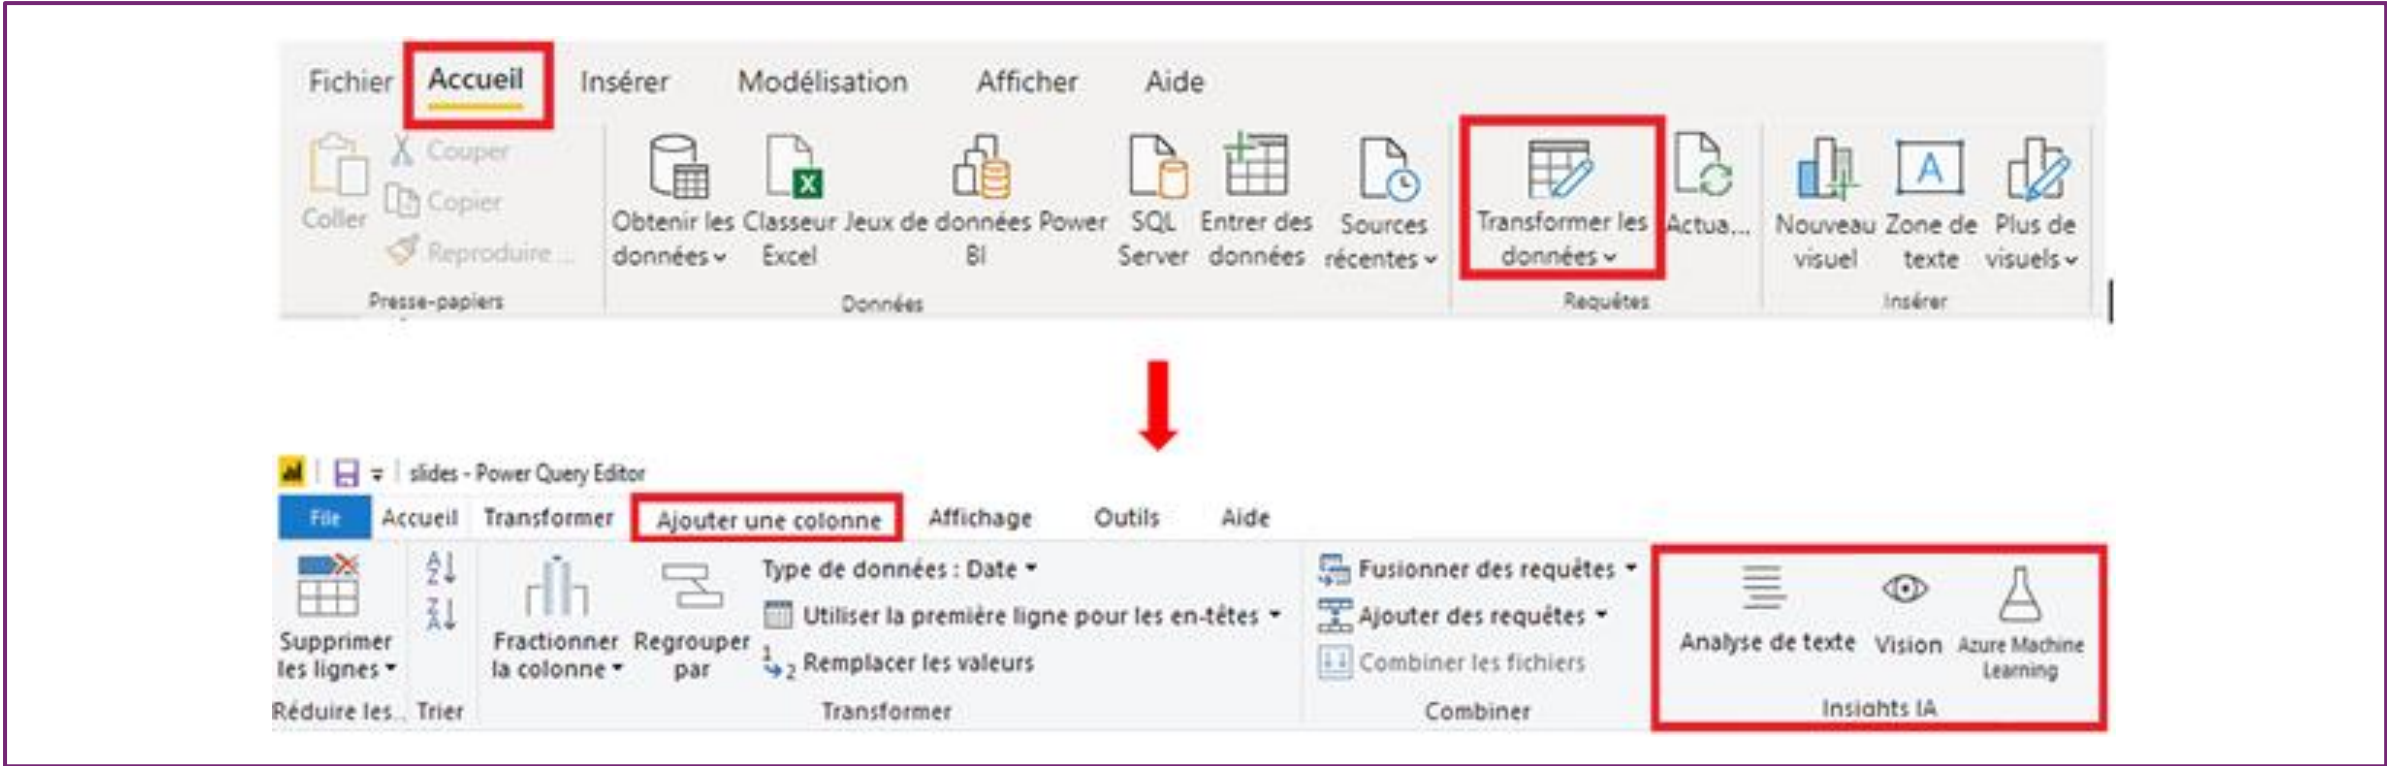 Fichier Accueil Insérer Modélisation Afficher Aide
Coller
Couper
Copier
Reproduire ...
Obtenir les données
Classeur Excel
Jeux de données Power BI
SQL Server
Entrer des données
Sources récentes
Transformer les données
Actua...
Nouveau visuel
Zone de texte
Plus de visuels
Presse-papiers Données Requêtes Insérer
slides - Power Query Editor
File Accueil Transformer Ajouter une colonne Affichage Outils Aide
Supprimer les lignes
Fractionner la colonne
Regrouper par
Type de données : Date
Utiliser la première ligne pour les en-têtes
Remplacer les valeurs
Fusionner des requêtes
Ajouter des requêtes
Combiner les fichiers
Analyse de texte
Vision
Azure Machine Learning
Réduire les... Trier Transformer Combiner Insights IA